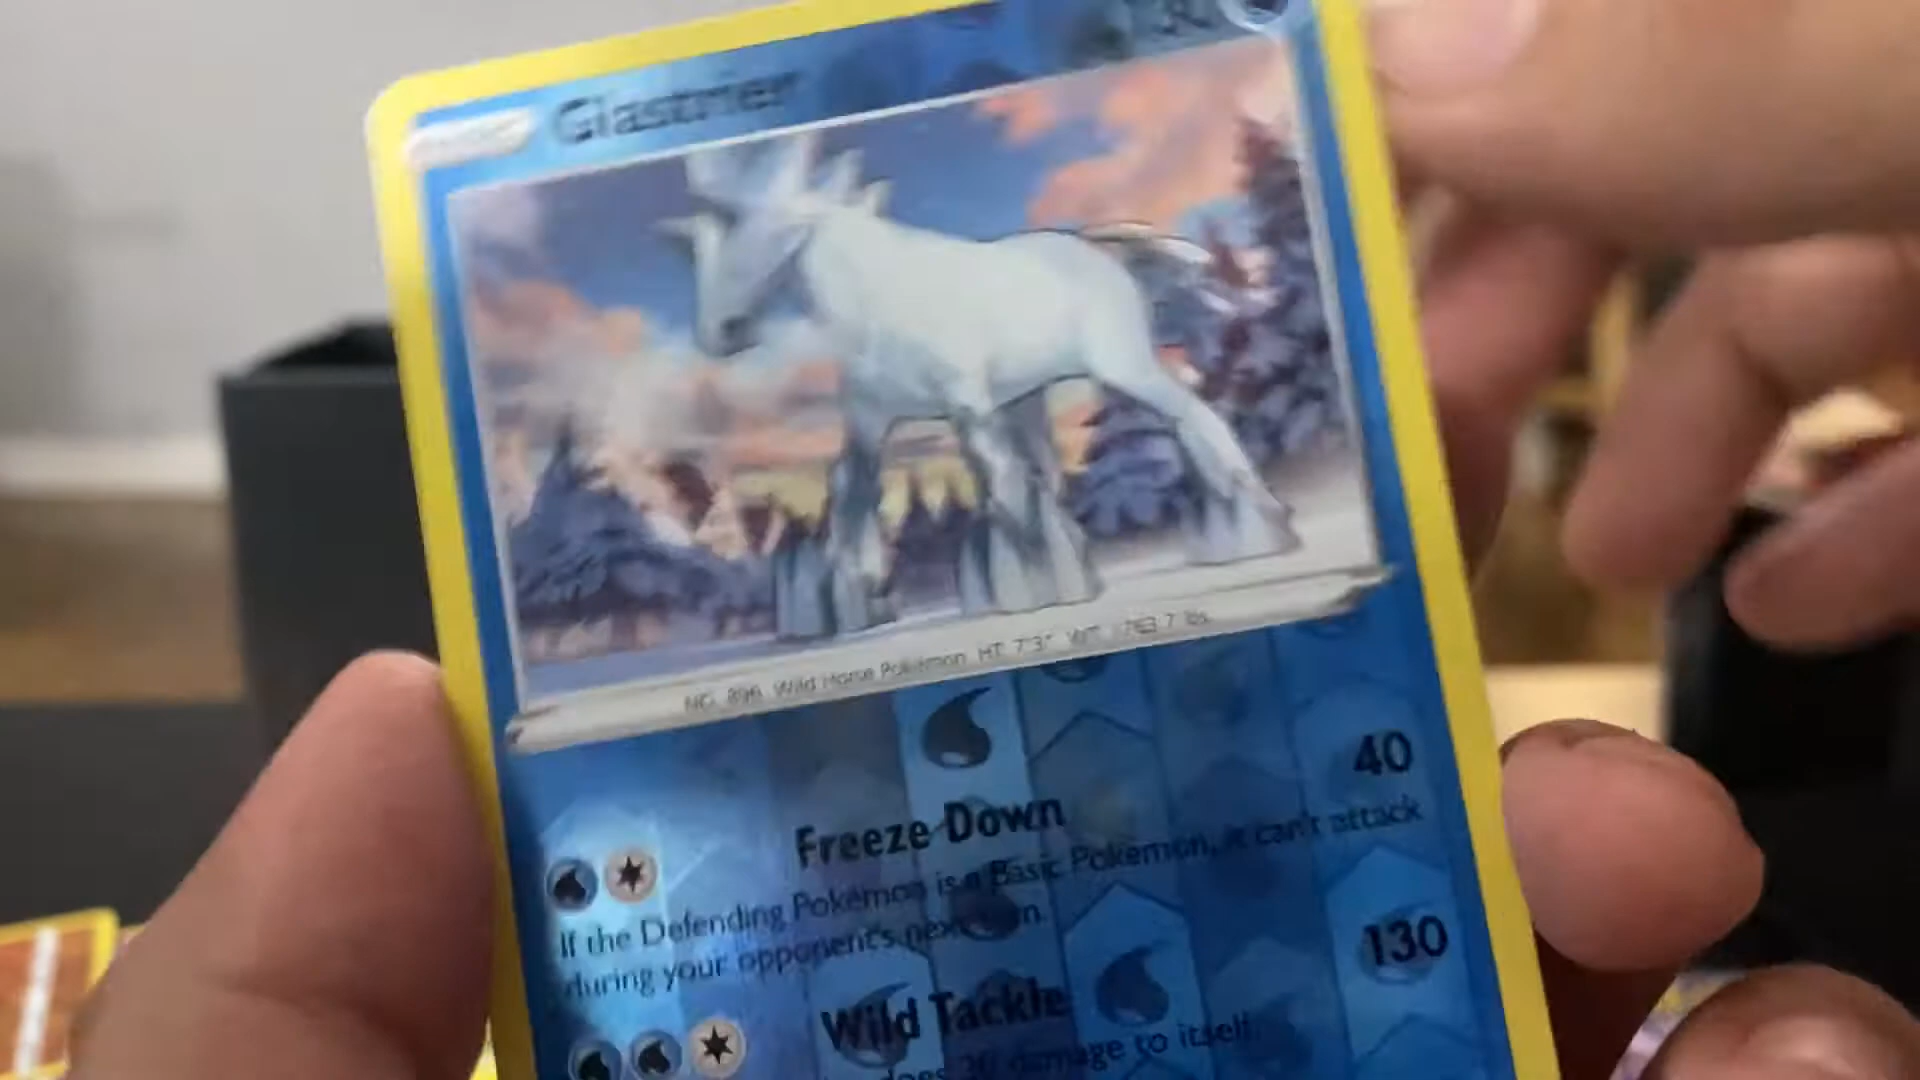 Glastrier
NO. 896 Wild Horse Pokémon HT 7'3" WT 1763.7 lbs.
Freeze Down 40
If the Defending Pokémon is a Basic Pokémon, it can't attack
during your opponent's next turn.
Wild Tackle 130
does damage to itself.